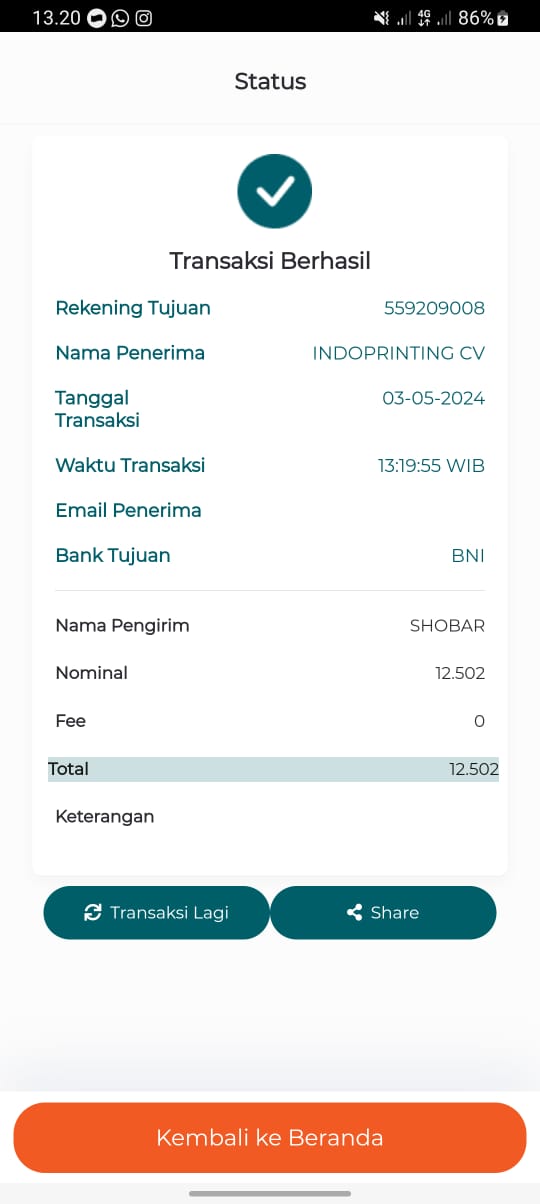 13.20
4G
86%
Status
Transaksi Berhasil
Rekening Tujuan 559209008
Nama Penerima INDOPRINTING CV
Tanggal 03-05-2024
Transaksi
Waktu Transaksi 13:19:55 WIB
Email Penerima
Bank Tujuan BNI
Nama Pengirim SHOBAR
Nominal 12.502
Fee 0
Total 12.502
Keterangan
Transaksi Lagi
Share
Kembali ke Beranda